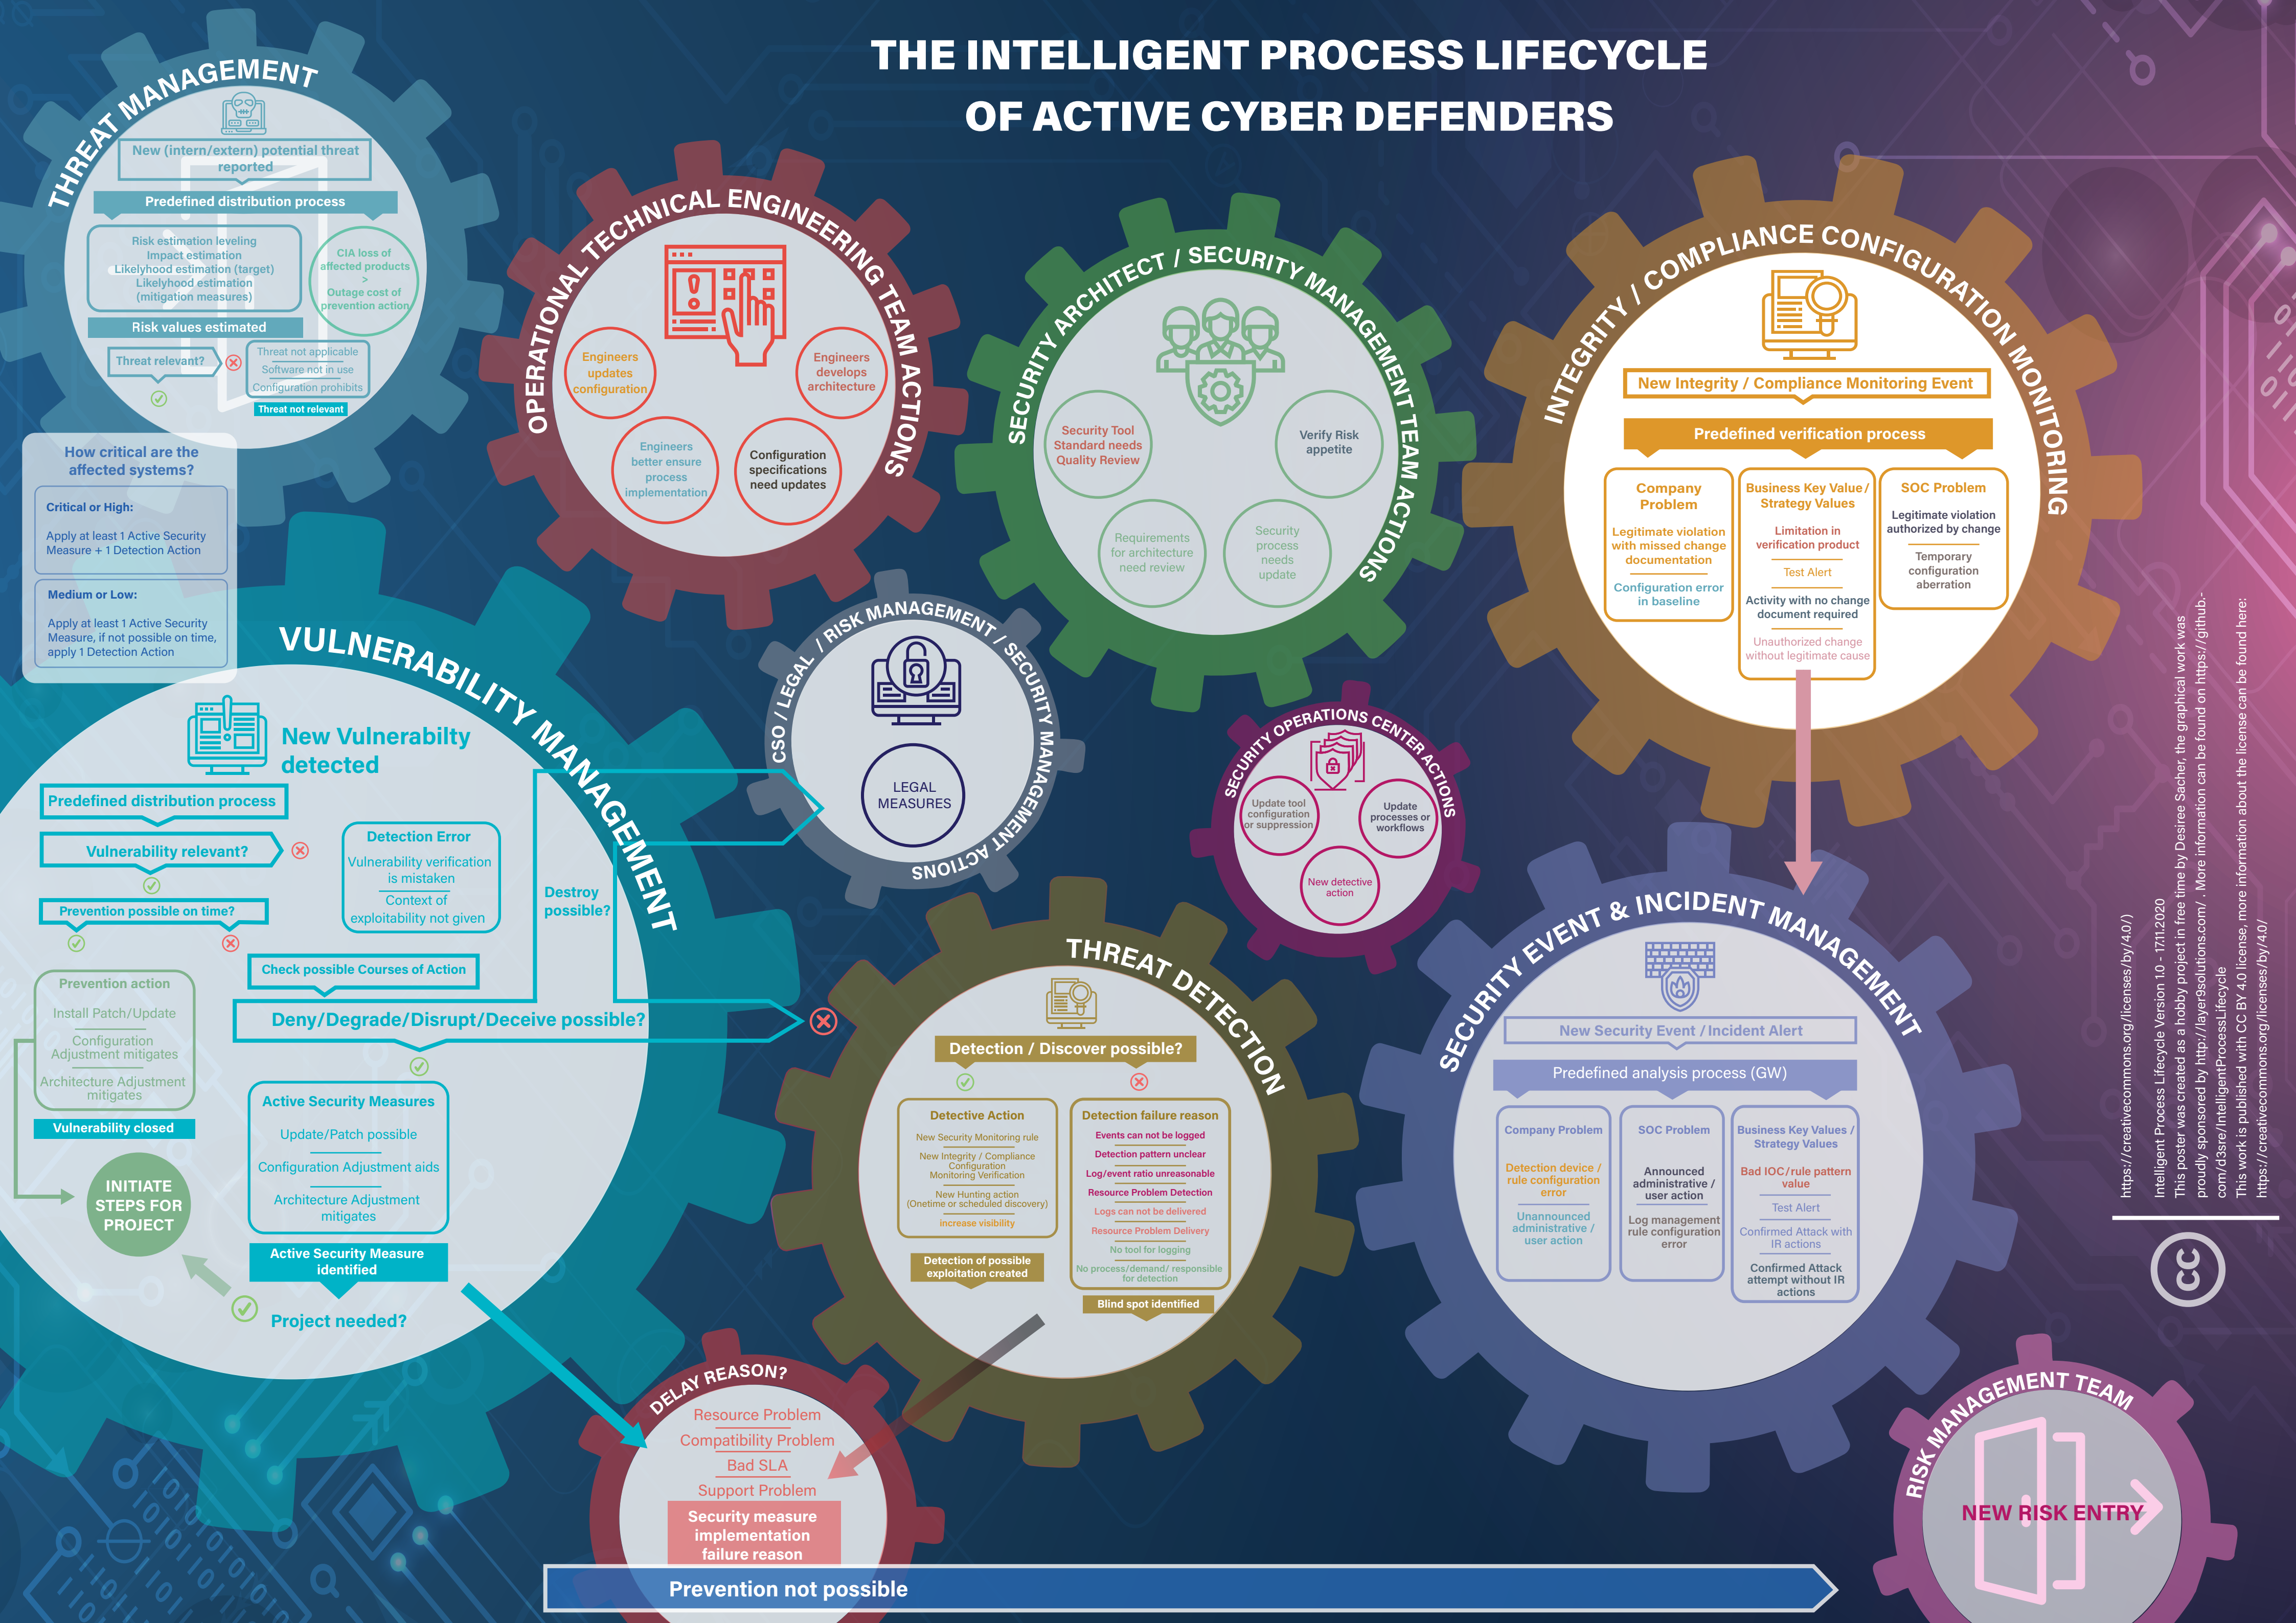 THE INTELLIGENT PROCESS LIFECYCLE
OF ACTIVE CYBER DEFENDERS
THREAT MANAGEMENT
New (intern/extern) potential threat
reported
Predefined distribution process
Risk estimation leveling
Impact estimation
Likelyhood estimation (target)
Likelyhood estimation
(mitigation measures)
CIA loss of
affected products
>
Outage cost of
prevention action
Risk values estimated
Threat relevant?
Threat not applicable
Software not in use
Configuration prohibits
Threat not relevant
How critical are the
affected systems?
Critical or High:
Apply at least 1 Active Security
Measure + 1 Detection Action
Medium or Low:
Apply at least 1 Active Security
Measure, if not possible on time,
apply 1 Detection Action
OPERATIONAL TECHNICAL ENGINEERING TEAM ACTIONS
Engineers
updates
configuration
Engineers
develops
architecture
Engineers
better ensure
process
implementation
Configuration
specifications
need updates
SECURITY ARCHITECT / SECURITY MANAGEMENT TEAM ACTIONS
Security Tool
Standard needs
Quality Review
Verify Risk
appetite
Requirements
for architecture
need review
Security
process
needs
update
INTEGRITY / COMPLIANCE CONFIGURATION MONITORING
New Integrity / Compliance Monitoring Event
Predefined verification process
Company
Problem
Legitimate violation
with missed change
documentation
Configuration error
in baseline
Business Key Value /
Strategy Values
Limitation in
verification product
Test Alert
Activity with no change
document required
Unauthorized change
without legitimate cause
SOC Problem
Legitimate violation
authorized by change
Temporary
configuration
aberration
VULNERABILITY MANAGEMENT
New Vulnerabilty
detected
Predefined distribution process
Vulnerability relevant?
Detection Error
Vulnerability verification
is mistaken
Context of
exploitability not given
Prevention possible on time?
Check possible Courses of Action
Destroy
possible?
Deny/Degrade/Disrupt/Deceive possible?
Prevention action
Install Patch/Update
Configuration
Adjustment mitigates
Architecture Adjustment
mitigates
Vulnerability closed
INITIATE
STEPS FOR
PROJECT
Active Security Measures
Update/Patch possible
Configuration Adjustment aids
Architecture Adjustment
mitigates
Active Security Measure
identified
Project needed?
CSO / LEGAL / RISK MANAGEMENT / SECURITY MANAGEMENT ACTIONS
LEGAL
MEASURES
SECURITY OPERATIONS CENTER ACTIONS
Update tool
configuration
or suppression
Update
processes or
workflows
New detective
action
THREAT DETECTION
Detection / Discover possible?
Detective Action
New Security Monitoring rule
New Integrity / Compliance
Configuration
Monitoring Verification
New Hunting action
(Onetime or scheduled discovery)
increase visibility
Detection of possible
exploitation created
Detection failure reason
Events can not be logged
Detection pattern unclear
Log/event ratio unreasonable
Resource Problem Detection
Logs can not be delivered
Resource Problem Delivery
No tool for logging
No process/demand/ responsible
for detection
Blind spot identified
SECURITY EVENT & INCIDENT MANAGEMENT
New Security Event / Incident Alert
Predefined analysis process (GW)
Company Problem
Detection device /
rule configuration
error
Unannounced
administrative /
user action
SOC Problem
Announced
administrative /
user action
Log management
rule configuration
error
Business Key Values /
Strategy Values
Bad IOC/rule pattern
value
Test Alert
Confirmed Attack with
IR actions
Confirmed Attack
attempt without IR
actions
DELAY REASON?
Resource Problem
Compatibility Problem
Bad SLA
Support Problem
Security measure
implementation
failure reason
Prevention not possible
RISK MANAGEMENT TEAM
NEW RISK ENTRY
https://creativecommons.org/licenses/by/4.0/)
Intelligent Process Lifecycle Version 1.0 - 17.11.2020
This poster was created as a hobby project in free time by Desiree Sacher, the graphical work was
proudly sponsored by http://layer9solutions.com/ . More information can be found on https://github.-
com/d3sre/IntelligentProcessLifecycle
This work is published with CC BY 4.0 license, more information about the license can be found here:
https://creativecommons.org/licenses/by/4.0/
cc